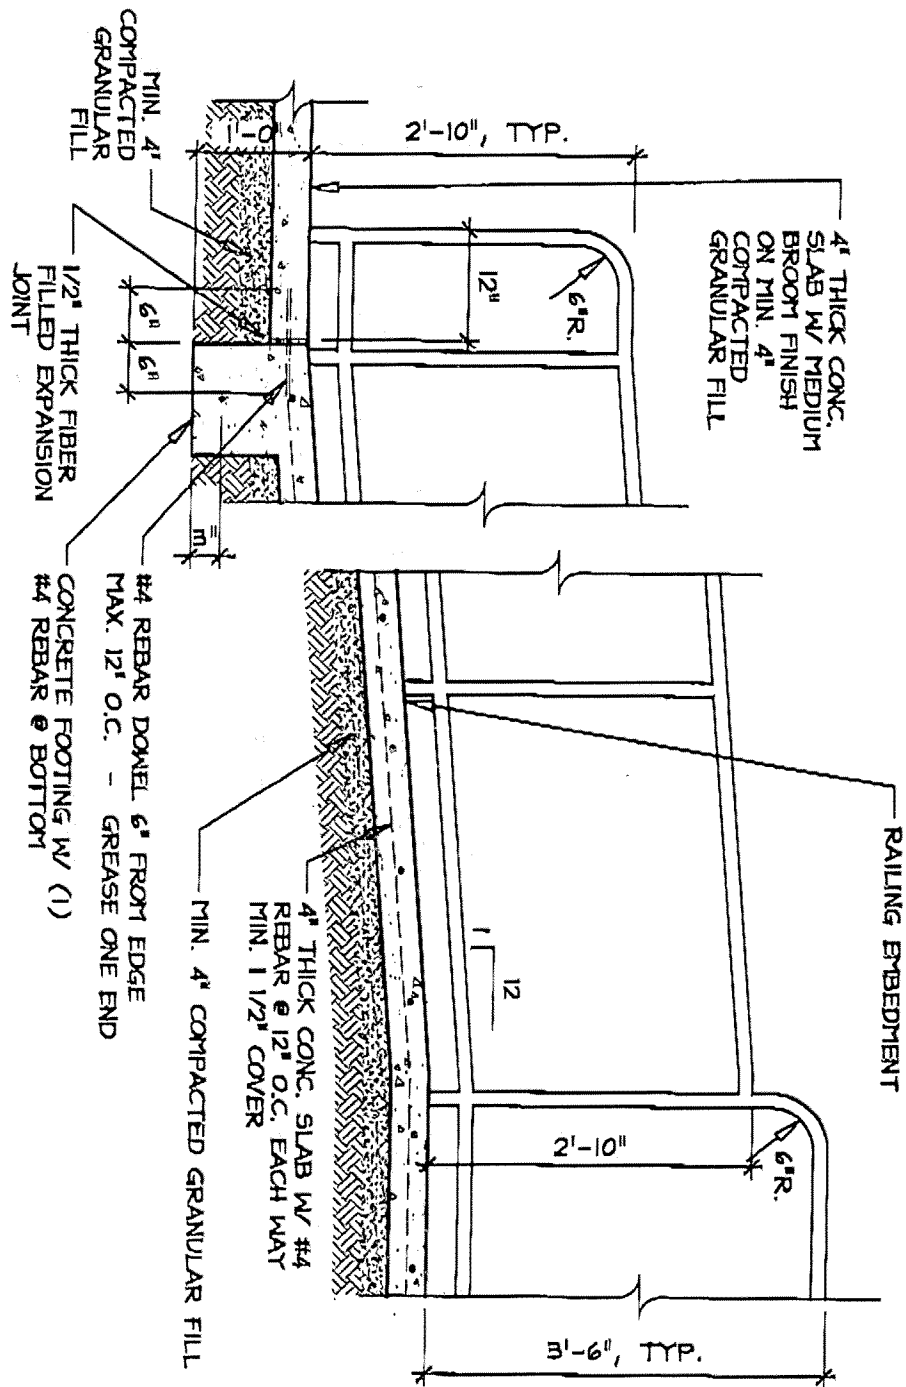 4" THICK CONC.
SLAB W/ MEDIUM
BROOM FINISH
ON MIN. 4"
COMPACTED
GRANULAR FILL
RAILING EMBEDMENT
2'-10", TYP.
1'-0"
12"
6"R.
6"
6"
3"
1
12
2'-10"
6"R.
3'-6", TYP.
MIN. 4"
COMPACTED
GRANULAR
FILL
1/2" THICK FIBER
FILLED EXPANSION
JOINT
CONCRETE FOOTING W/ (1)
#4 REBAR @ BOTTOM
#4 REBAR DOWEL 6" FROM EDGE
MAX. 12" O.C. - GREASE ONE END
4" THICK CONC. SLAB W/ #4
REBAR @ 12" O.C. EACH WAY
MIN. 1 1/2" COVER
MIN. 4" COMPACTED GRANULAR FILL